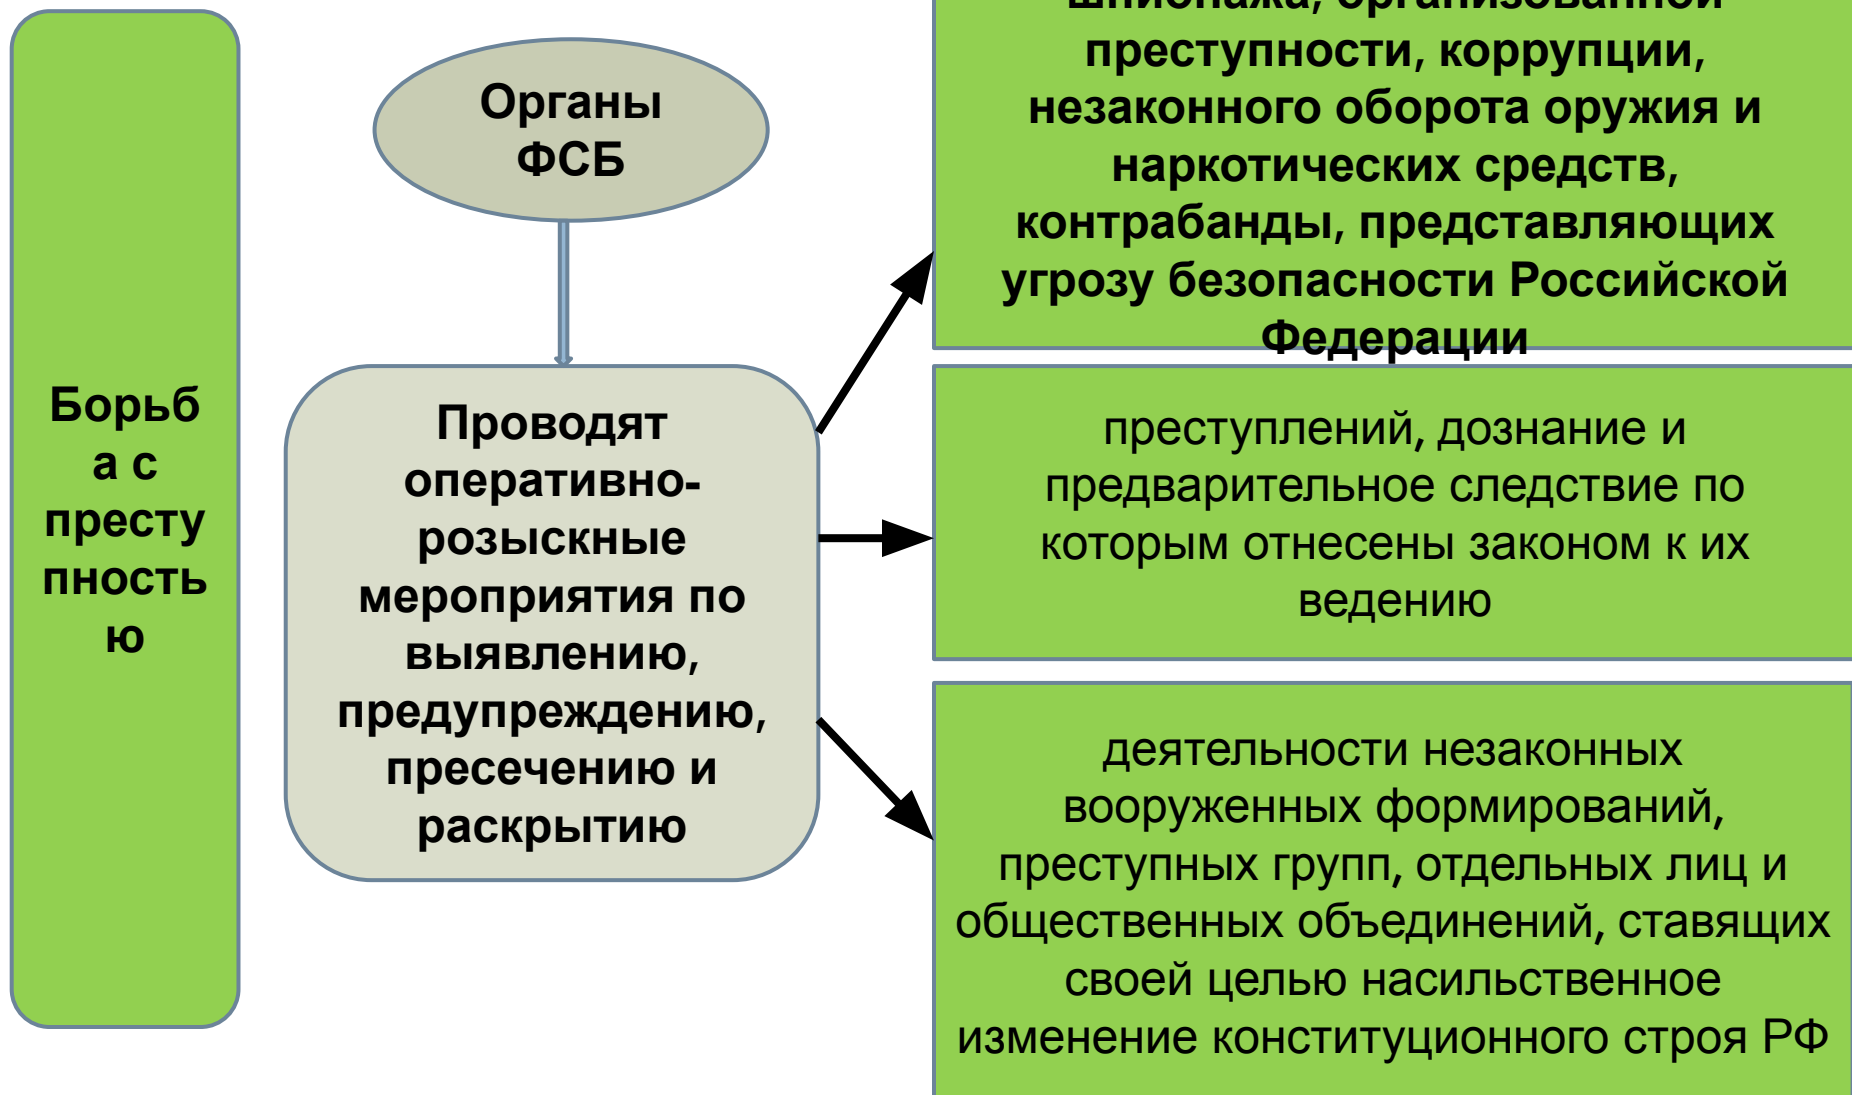 Борьб
а с
престу
пность
ю
Органы
ФСБ
Проводят
оперативно-
розыскные
мероприятия по
выявлению,
предупреждению,
пресечению и
раскрытию
шпионажа, организованной
преступности, коррупции,
незаконного оборота оружия и
наркотических средств,
контрабанды, представляющих
угрозу безопасности Российской
Федерации
преступлений, дознание и
предварительное следствие по
которым отнесены законом к их
ведению
деятельности незаконных
вооруженных формирований,
преступных групп, отдельных лиц и
общественных объединений, ставящих
своей целью насильственное
изменение конституционного строя РФ